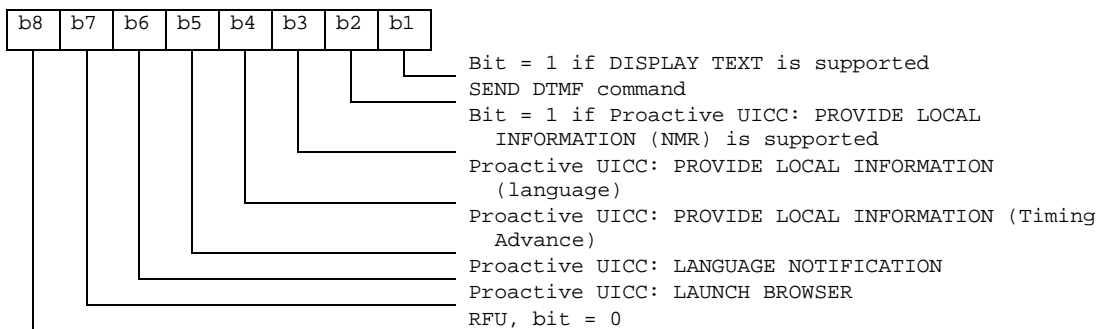 b8 b7 b6 b5 b4 b3 b2 b1
Bit = 1 if DISPLAY TEXT is supported
SEND DTMF command
Bit = 1 if Proactive UICC: PROVIDE LOCAL
INFORMATION (NMR) is supported
Proactive UICC: PROVIDE LOCAL INFORMATION
(language)
Proactive UICC: PROVIDE LOCAL INFORMATION (Timing
Advance)
Proactive UICC: LANGUAGE NOTIFICATION
Proactive UICC: LAUNCH BROWSER
RFU, bit = 0